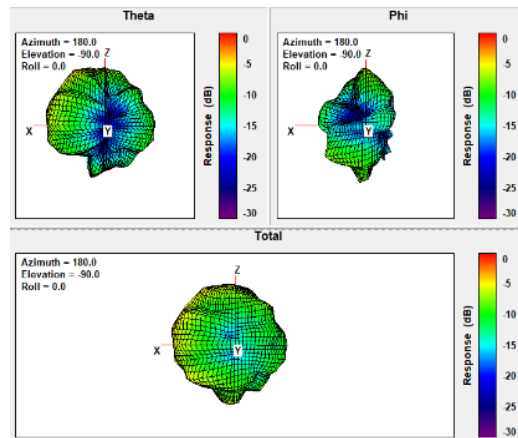 Theta
Azimuth = 180.0
Elevation = -90.0
Roll = 0.0
Z
X
Y
0
-5
-10
-15
-20
-25
-30
Response (dB)
Phi
Azimuth = 180.0
Elevation = -90.0
Roll = 0.0
Z
X
Y
0
-5
-10
-15
-20
-25
-30
Response (dB)
Total
Azimuth = 180.0
Elevation = -90.0
Roll = 0.0
Z
X
Y
0
-5
-10
-15
-20
-25
-30
Response (dB)